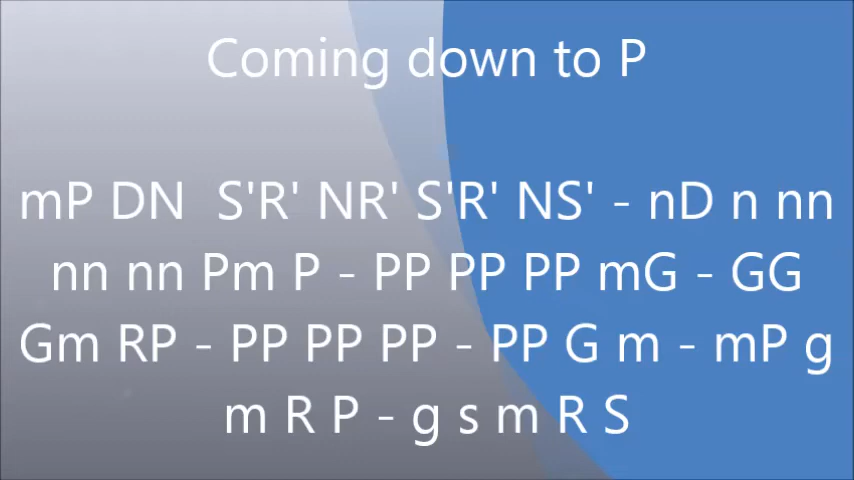 Coming down to P
mP DN S'R' NR' S'R' NS' - nD n nn
nn nn Pm P - PP PP PP mG - GG
Gm RP - PP PP PP - PP G m - mP g
m R P - g s m R S